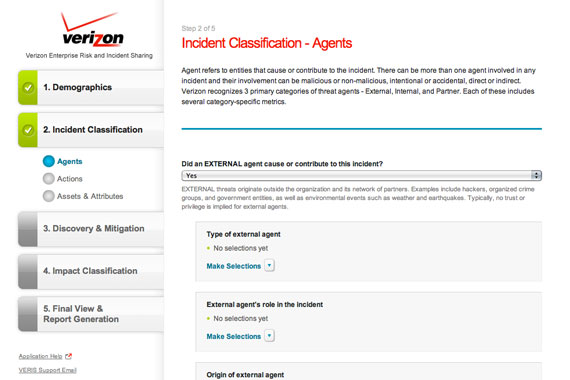 verizon
Verizon Enterprise Risk and Incident Sharing
1. Demographics
2. Incident Classification
Agents
Actions
Assets & Attributes
3. Discovery & Mitigation
4. Impact Classification
5. Final View &
Report Generation
Application Help
VERIS Support Email
Step 2 of 5
Incident Classification - Agents
Agent refers to entities that cause or contribute to the incident. There can be more than one agent involved in any
incident and their involvement can be malicious or non-malicious, intentional or accidental, direct or indirect.
Verizon recognizes 3 primary categories of threat agents - External, Internal, and Partner. Each of these includes
several category-specific metrics.
Did an EXTERNAL agent cause or contribute to this incident?
Yes
EXTERNAL threats originate outside the organization and its network of partners. Examples include hackers, organized crime
groups, and government entities, as well as environmental events such as weather and earthquakes. Typically, no trust or
privilege is implied for external agents.
Type of external agent
No selections yet
Make Selections
External agent's role in the incident
No selections yet
Make Selections
Origin of external agent